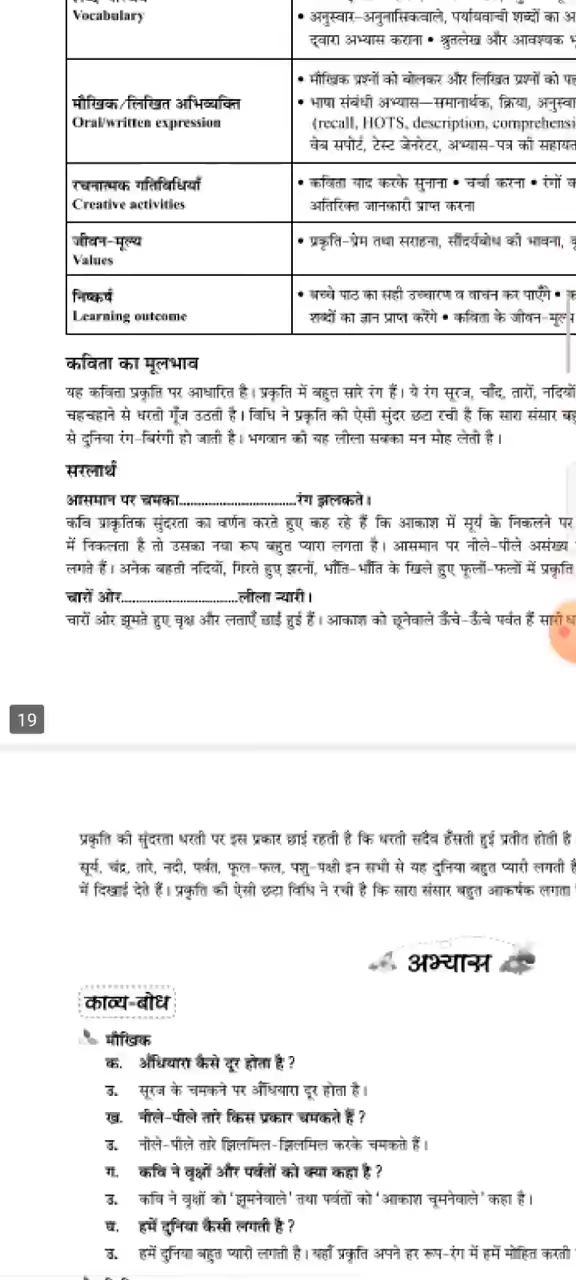 Vocabulary
• अनुस्वार-अनुनासिकवाले, पर्यायवाची शब्दों का
द्वारा अभ्यास कराना • श्रुतलेख और आवश्यक
मौखिक/लिखित अभिव्यक्ति
Oral/written expression
• मौखिक प्रश्नों को बोलकर और लिखित प्रश्नों को
• भाषा संबंधी अभ्यास—समानार्थक, क्रिया,
(recall, HOTS, description,
वेब सपोर्ट, टेस्ट जेनरेटर, अभ्यास-पत्र की
रचनात्मक गतिविधियाँ
Creative activities
• कविता याद करके सुनाना • चर्चा करना • रंगों
अतिरिक्त जानकारी प्राप्त करना
जीवन-मूल्य
Values
• प्रकृति-प्रेम तथा सराहना, सौंदर्यबोध की भावना,
निष्कर्ष
Learning outcome
• बच्चे पाठ का सही उच्चारण व वाचन कर पाएँगे •
शब्दों का ज्ञान प्राप्त करेंगे • कविता के जीवन-मूल्य
कविता का मूलभाव
यह कविता प्रकृति पर आधारित है। प्रकृति में बहुत सारे रंग हैं। ये रंग सूरज, चाँद, तारों, नदियों
चहचहाने से धरती गूँज उठती है। विधि ने प्रकृति की ऐसी सुंदर छटा रची है कि सारा संसार
से दुनिया रंग-बिरंगी हो जाती है। भगवान की यह लीला सबका मन मोह लेती है।
सरलार्थ
आसमान पर चमका................................रंग झलकते।
कवि प्राकृतिक सुंदरता का वर्णन करते हुए कह रहे हैं कि आकाश में सूर्य के निकलने पर
में निकलता है तो उसका नया रूप बहुत प्यारा लगता है। आसमान पर नीले-पीले असंख्य
लगते हैं। अनेक बहती नदियों, गिरते हुए झरनों, भाँति-भाँति के खिले हुए फूलों-फलों में प्रकृति
चारों ओर................................लीला न्यारी।
चारों ओर झूमते हुए वृक्ष और लताएँ छाई हुई हैं। आकाश को छूनेवाले ऊँचे-ऊँचे पर्वत हैं सारी
19
प्रकृति की सुंदरता धरती पर इस प्रकार छाई रहती है कि धरती सदैव हँसती हुई प्रतीत होती है
सूर्य, चंद्र, तारे, नदी, पर्वत, फूल-फल, पशु-पक्षी इन सभी से यह दुनिया बहुत प्यारी लगती है
में दिखाई देते हैं। प्रकृति की ऐसी छटा विधि ने रची है कि सारा संसार बहुत आकर्षक लगता
अभ्यास
काव्य-बोध
मौखिक
क. अँधियारा कैसे दूर होता है?
उ. सूरज के चमकने पर अँधियारा दूर होता है।
ख. नीले-पीले तारे किस प्रकार चमकते हैं?
उ. नीले-पीले तारे झिलमिल-झिलमिल करके चमकते हैं।
ग. कवि ने वृक्षों और पर्वतों को क्या कहा है?
उ. कवि ने वृक्षों को 'झूमनेवाले' तथा पर्वतों को 'आकाश चूमनेवाले' कहा है।
घ. हमें दुनिया कैसी लगती है?
उ. हमें दुनिया बहुत प्यारी लगती है। यहाँ प्रकृति अपने हर रूप-रंग में हमें मोहित करती